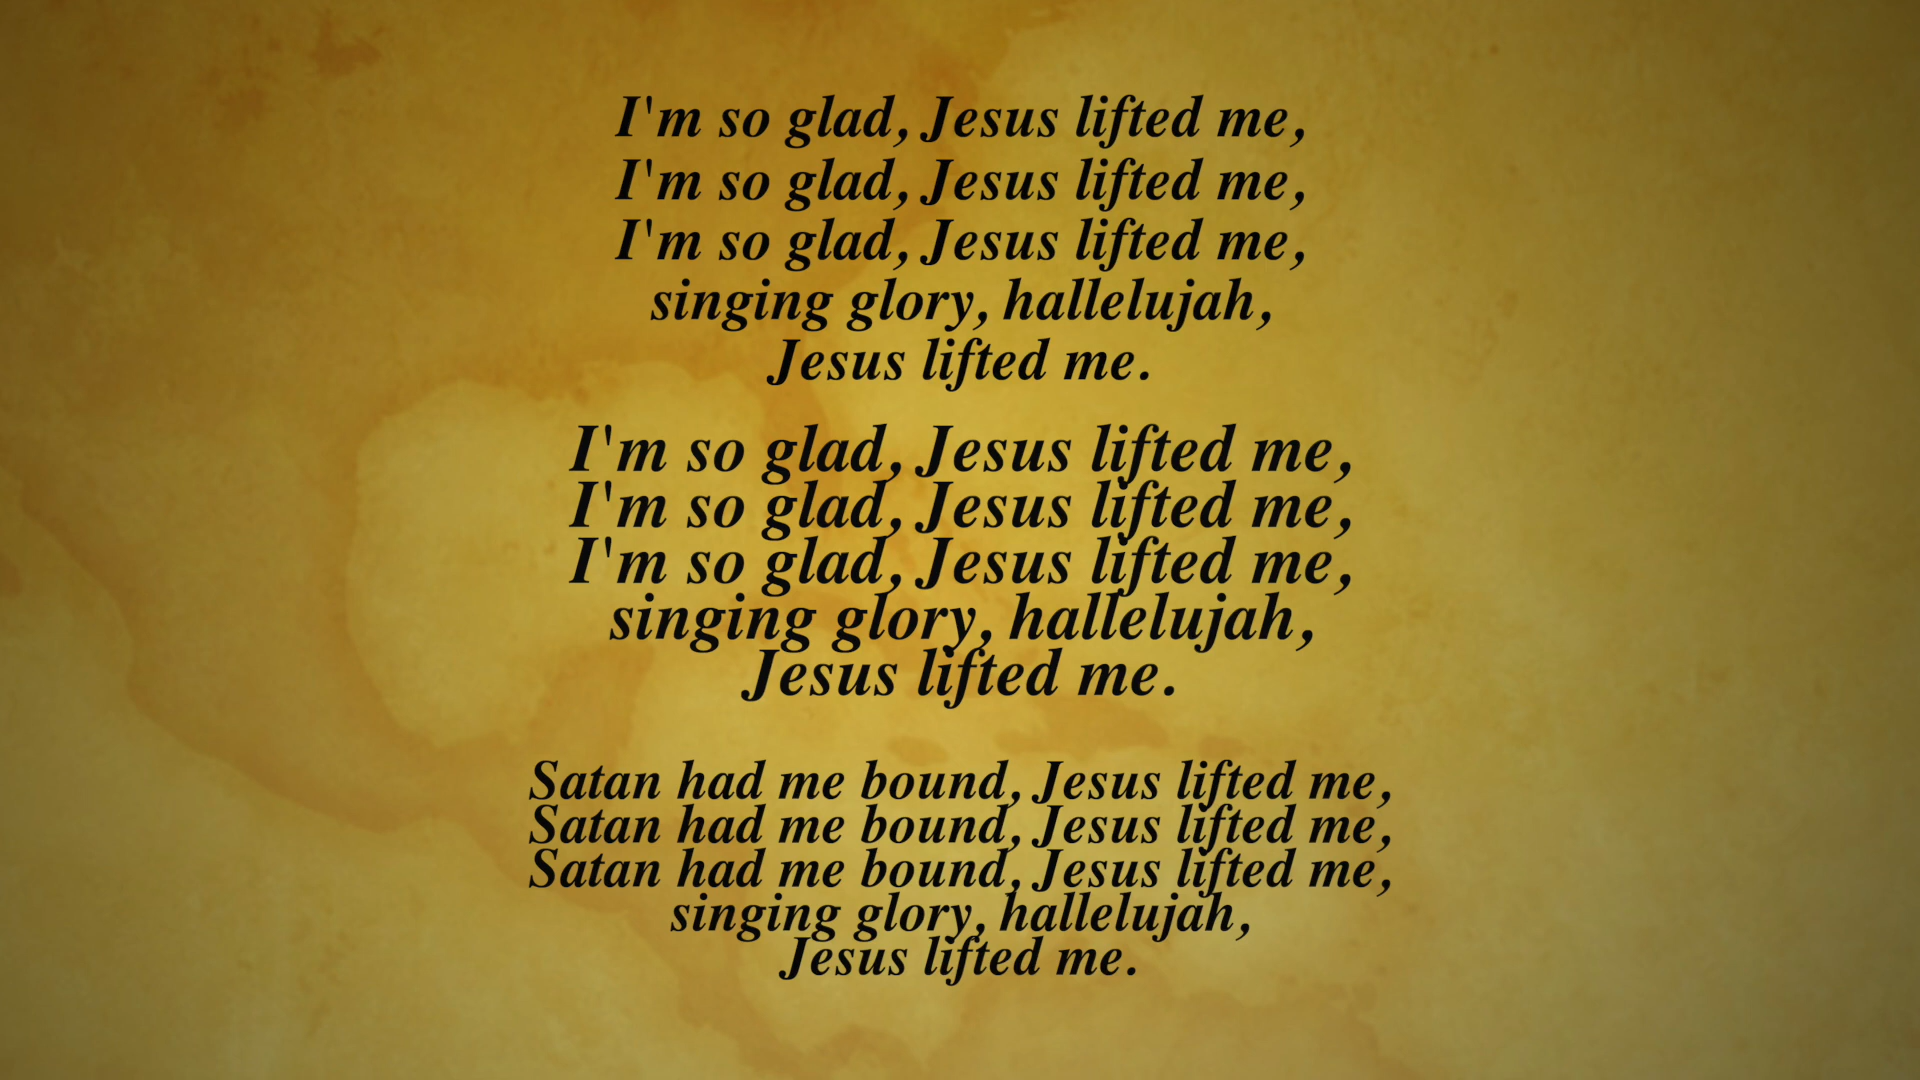 I'm so glad, Jesus lifted me,
I'm so glad, Jesus lifted me,
I'm so glad, Jesus lifted me,
singing glory, hallelujah,
Jesus lifted me.
I'm so glad, Jesus lifted me,
I'm so glad, Jesus lifted me,
I'm so glad, Jesus lifted me,
singing glory, hallelujah,
Jesus lifted me.
Satan had me bound, Jesus lifted me,
Satan had me bound, Jesus lifted me,
Satan had me bound, Jesus lifted me,
singing glory, hallelujah,
Jesus lifted me.